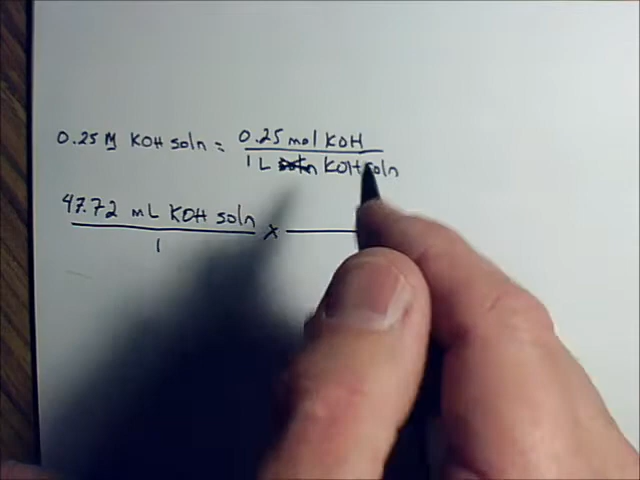 0.25 M KOH soln = 0.25 mol KOH
1 L KOH soln
47.72 mL KOH soln ×
1